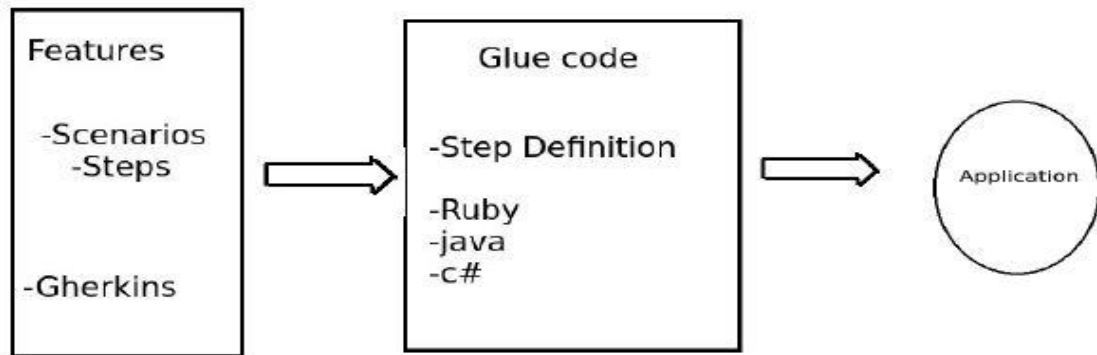 Features
-Scenarios
-Steps
-Gherkins
Glue code
-Step Definition
-Ruby
-java
-c#
Application